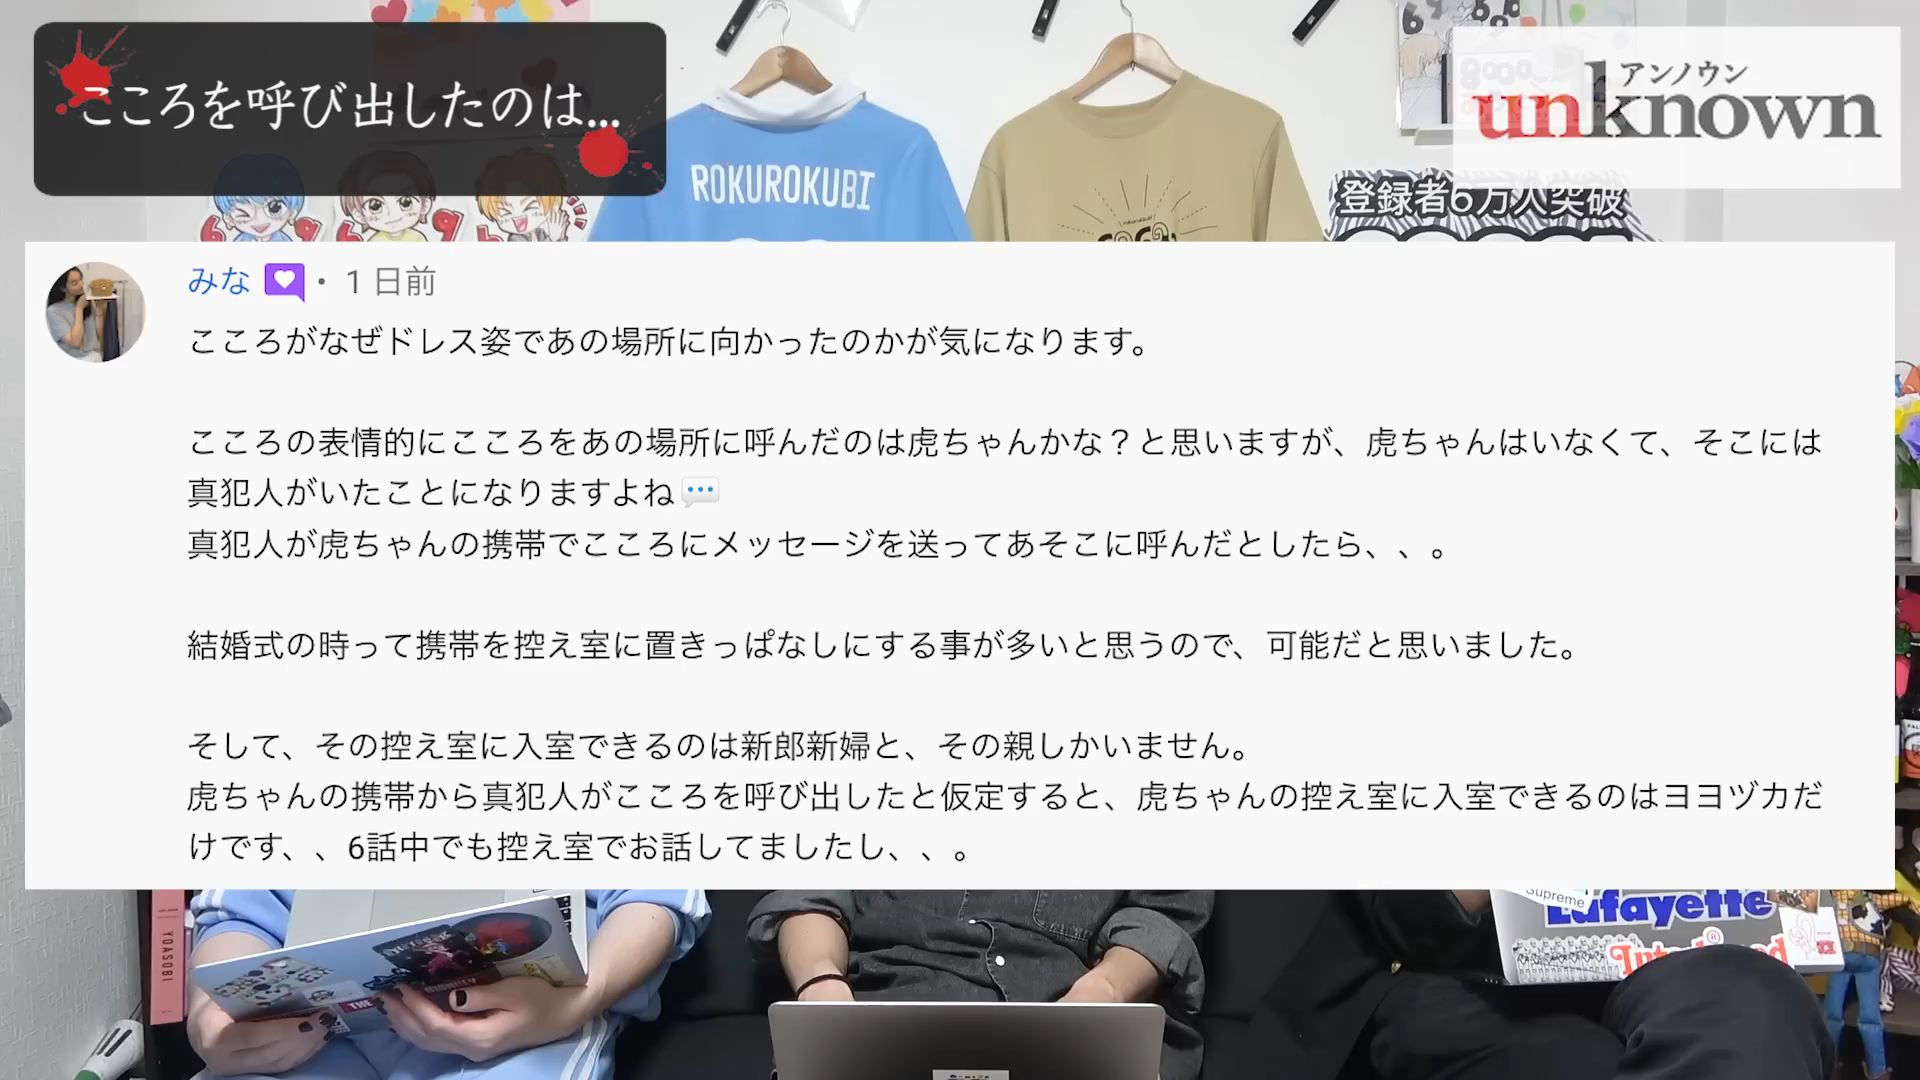 こころを呼び出したのは...
アンノウン
unknown
ROKUROKUBI
登録者6万人突破
みな ・ 1 日前
こころがなぜドレス姿であの場所に向かったのかが気になります。
こころの表情的にこころをあの場所に呼んだのは虎ちゃんかな？と思いますが、虎ちゃんはいなくて、そこには
真犯人がいたことになりますよね💬
真犯人が虎ちゃんの携帯でこころにメッセージを送ってあそこに呼んだとしたら、、。
結婚式の時って携帯を控え室に置きっぱなしにする事が多いと思うので、可能だと思いました。
そして、その控え室に入室できるのは新郎新婦と、その親しかいません。
虎ちゃんの携帯から真犯人がこころを呼び出したと仮定すると、虎ちゃんの控え室に入室できるのはヨヨヅカだ
けです、、6話中でも控え室でお話してましたし、、。
Supreme
Lafayette
YOASOBI
THE